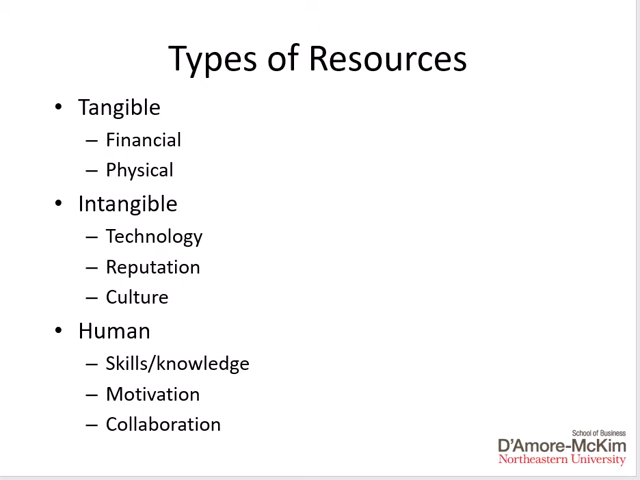 Types of Resources
• Tangible
– Financial
– Physical
• Intangible
– Technology
– Reputation
– Culture
• Human
– Skills/knowledge
– Motivation
– Collaboration
School of Business
D'Amore-McKim
Northeastern University